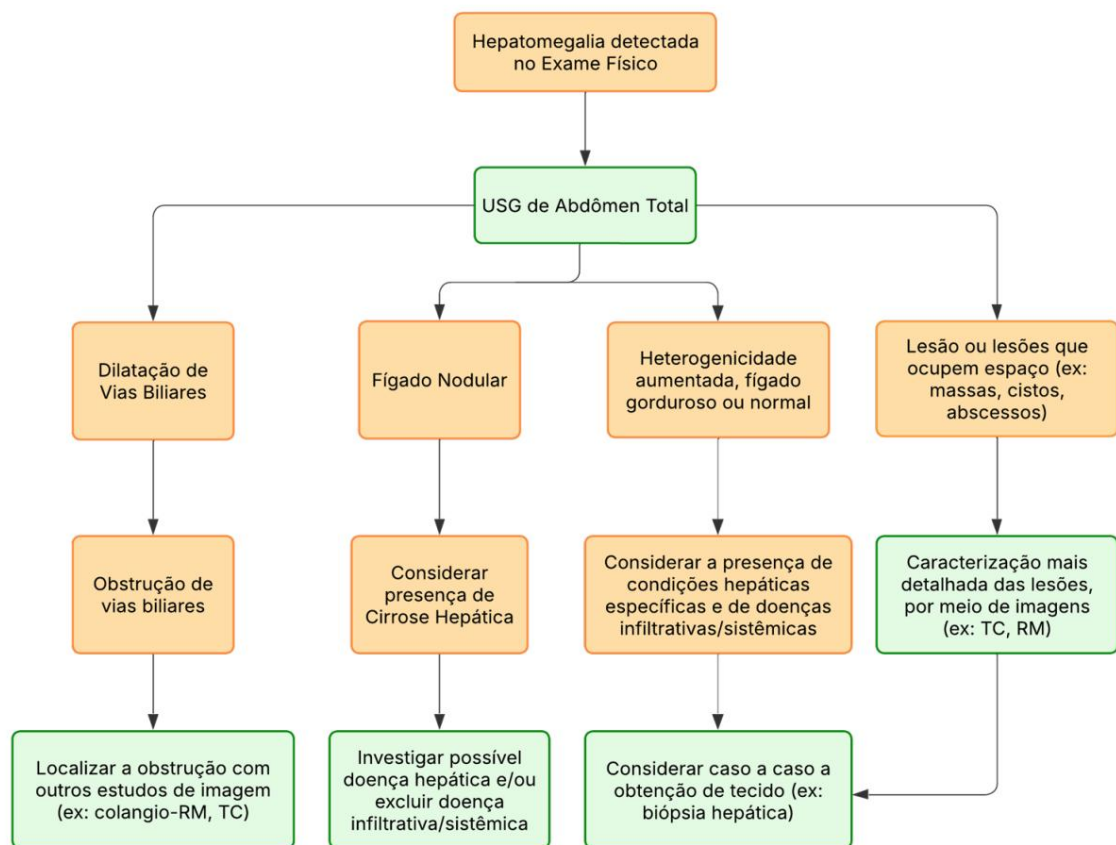 Hepatomegalia detectada
no Exame Físico
USG de Abdômen Total
Dilatação de
Vias Biliares
Fígado Nodular
Heterogenicidade
aumentada, fígado
gorduroso ou normal
Lesão ou lesões que
ocupem espaço (ex:
massas, cistos,
abscessos)
Obstrução de
vias biliares
Considerar
presença de
Cirrose Hepática
Considerar a presença de
condições hepáticas
específicas e de doenças
infiltrativas/sistêmicas
Caracterização mais
detalhada das lesões,
por meio de imagens
(ex: TC, RM)
Localizar a obstrução com
outros estudos de imagem
(ex: colangio-RM, TC)
Investigar possível
doença hepática e/ou
excluir doença
infiltrativa/sistêmica
Considerar caso a caso a
obtenção de tecido (ex:
biópsia hepática)